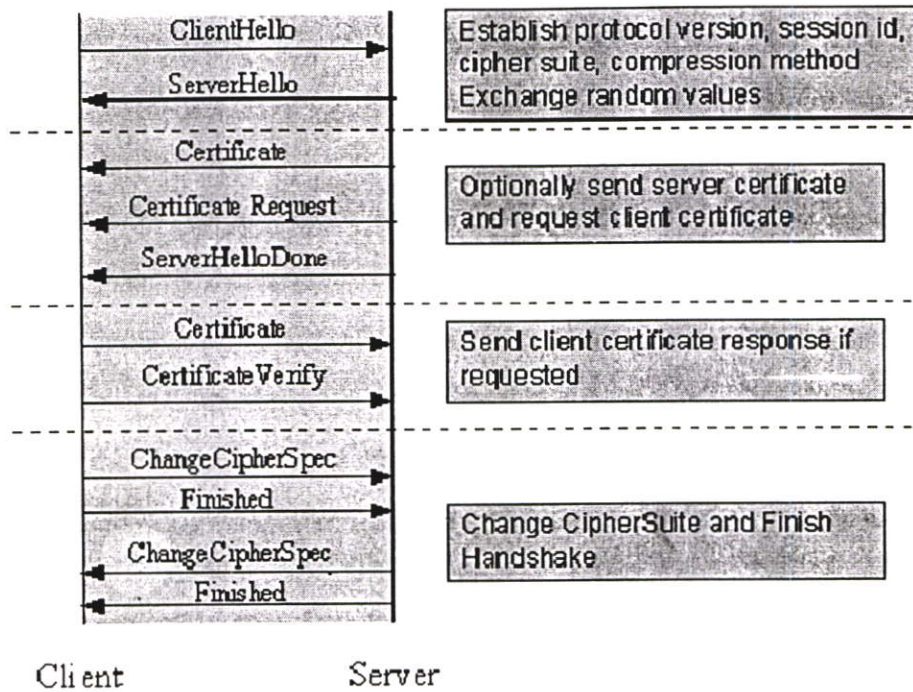 ClientHello
Establish protocol version, session id,
cipher suite, compression method
Exchange random values
ServerHello
Certificate
Optionally send server certificate
and request client certificate
Certificate Request
ServerHelloDone
Certificate
Send client certificate response if
requested
CertificateVerify
ChangeCipherSpec
Finished
Change CipherSuite and Finish
Handshake
ChangeCipherSpec
Finished
Client Server